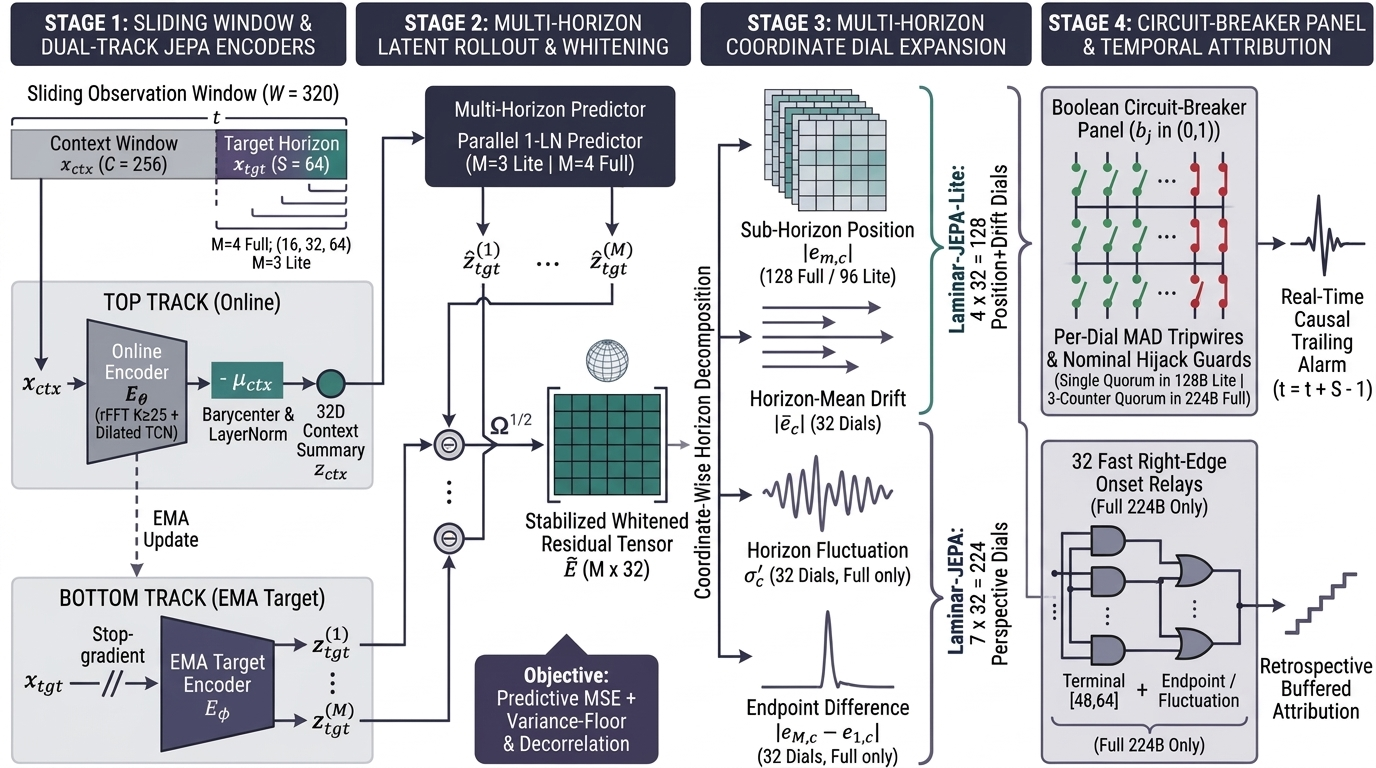 STAGE 1: SLIDING WINDOW &
DUAL-TRACK JEPA ENCODERS
Sliding Observation Window (W = 320)
t
Context Window
x_ctx (C = 256)
Target Horizon
x_tgt (S = 64)
M=4 Full; (16, 32, 64)
M=3 Lite
TOP TRACK (Online)
x_ctx
Online
Encoder
E_θ
(rFFT K≥25 +
Dilated TCN)
- μ_ctx
Barycenter &
LayerNorm
32D
Context
Summary
z_ctx
EMA
Update
BOTTOM TRACK (EMA Target)
Stop-
gradient
x_tgt
EMA Target
Encoder
E_ϕ
z_tgt^(1)
⋮
z_tgt^(M)
STAGE 2: MULTI-HORIZON
LATENT ROLLOUT & WHITENING
Multi-Horizon Predictor
Parallel 1-LN Predictor
(M=3 Lite | M=4 Full)
ẑ_tgt^(1) ... ẑ_tgt^(M)
Ω^1/2
Stabilized Whitened
Residual Tensor
Ẽ (M x 32)
Objective:
Predictive MSE +
Variance-Floor
& Decorrelation
STAGE 3: MULTI-HORIZON
COORDINATE DIAL EXPANSION
Coordinate-Wise Horizon Decomposition
Sub-Horizon Position
|e_m,c|
(128 Full / 96 Lite)
Horizon-Mean Drift
|ē_c| (32 Dials)
Horizon Fluctuation
σ′_c (32 Dials, Full only)
Endpoint Difference
|e_M,c − e_1,c|
(32 Dials, Full only)
Laminar-JEPA-Lite:
4 x 32 = 128
Position+Drift Dials
Laminar-JEPA:
7 x 32 = 224
Perspective Dials
STAGE 4: CIRCUIT-BREAKER PANEL
& TEMPORAL ATTRIBUTION
Boolean Circuit-Breaker
Panel (b_j in (0,1))
Per-Dial MAD Tripwires
& Nominal Hijack Guards
(Single Quorum in 128B Lite |
3-Counter Quorum in 224B Full)
Real-Time
Causal
Trailing
Alarm
(t = t + S - 1)
32 Fast Right-Edge
Onset Relays
(Full 224B Only)
Terminal
[48,64]
+
Endpoint /
Fluctuation
(Full 224B Only)
Retrospective
Buffered
Attribution